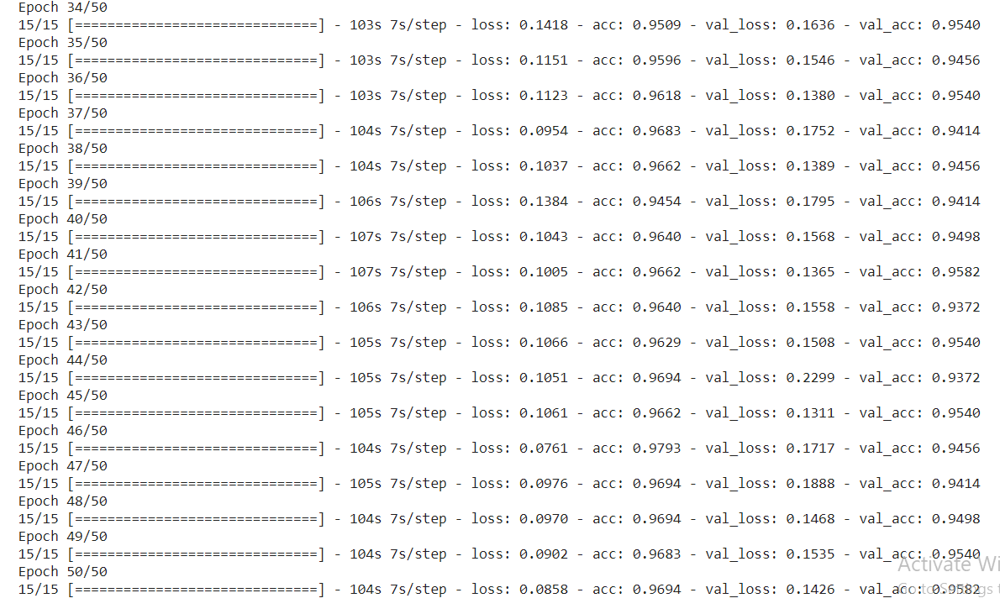 Epoch 34/50
15/15 [==============================] - 103s 7s/step - loss: 0.1418 - acc: 0.9509 - val_loss: 0.1636 - val_acc: 0.9540
Epoch 35/50
15/15 [==============================] - 103s 7s/step - loss: 0.1151 - acc: 0.9596 - val_loss: 0.1546 - val_acc: 0.9456
Epoch 36/50
15/15 [==============================] - 103s 7s/step - loss: 0.1123 - acc: 0.9618 - val_loss: 0.1380 - val_acc: 0.9540
Epoch 37/50
15/15 [==============================] - 104s 7s/step - loss: 0.0954 - acc: 0.9683 - val_loss: 0.1752 - val_acc: 0.9414
Epoch 38/50
15/15 [==============================] - 104s 7s/step - loss: 0.1037 - acc: 0.9662 - val_loss: 0.1389 - val_acc: 0.9456
Epoch 39/50
15/15 [==============================] - 106s 7s/step - loss: 0.1384 - acc: 0.9454 - val_loss: 0.1795 - val_acc: 0.9414
Epoch 40/50
15/15 [==============================] - 107s 7s/step - loss: 0.1043 - acc: 0.9640 - val_loss: 0.1568 - val_acc: 0.9498
Epoch 41/50
15/15 [==============================] - 107s 7s/step - loss: 0.1005 - acc: 0.9662 - val_loss: 0.1365 - val_acc: 0.9582
Epoch 42/50
15/15 [==============================] - 106s 7s/step - loss: 0.1085 - acc: 0.9640 - val_loss: 0.1558 - val_acc: 0.9372
Epoch 43/50
15/15 [==============================] - 105s 7s/step - loss: 0.1066 - acc: 0.9629 - val_loss: 0.1508 - val_acc: 0.9540
Epoch 44/50
15/15 [==============================] - 105s 7s/step - loss: 0.1051 - acc: 0.9694 - val_loss: 0.2299 - val_acc: 0.9372
Epoch 45/50
15/15 [==============================] - 105s 7s/step - loss: 0.1061 - acc: 0.9662 - val_loss: 0.1311 - val_acc: 0.9540
Epoch 46/50
15/15 [==============================] - 104s 7s/step - loss: 0.0761 - acc: 0.9793 - val_loss: 0.1717 - val_acc: 0.9456
Epoch 47/50
15/15 [==============================] - 105s 7s/step - loss: 0.0976 - acc: 0.9694 - val_loss: 0.1888 - val_acc: 0.9414
Epoch 48/50
15/15 [==============================] - 104s 7s/step - loss: 0.0970 - acc: 0.9694 - val_loss: 0.1468 - val_acc: 0.9498
Epoch 49/50
15/15 [==============================] - 104s 7s/step - loss: 0.0902 - acc: 0.9683 - val_loss: 0.1535 - val_acc: 0.9540
Activate Wi
Epoch 50/50
15/15 [==============================] - 104s 7s/step - loss: 0.0858 - acc: 0.9694 - val_loss: 0.1426 - val_acc: 0.9582
Go to Settings t